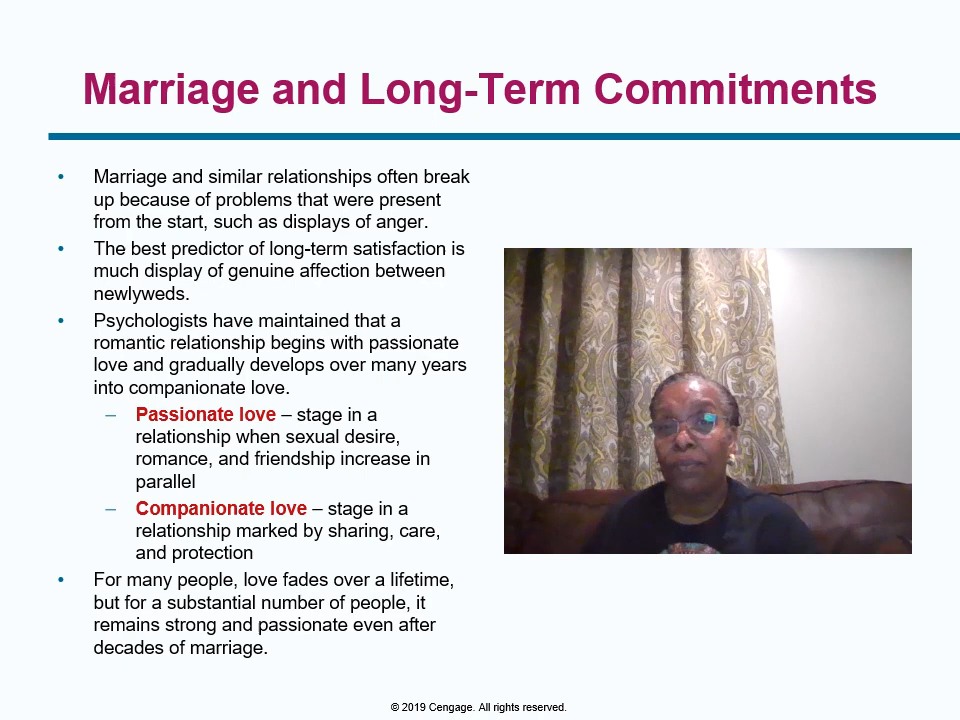 Marriage and Long-Term Commitments
• Marriage and similar relationships often break
up because of problems that were present
from the start, such as displays of anger.
• The best predictor of long-term satisfaction is
much display of genuine affection between
newlyweds.
• Psychologists have maintained that a
romantic relationship begins with passionate
love and gradually develops over many years
into companionate love.
– Passionate love – stage in a
relationship when sexual desire,
romance, and friendship increase in
parallel
– Companionate love – stage in a
relationship marked by sharing, care,
and protection
• For many people, love fades over a lifetime,
but for a substantial number of people, it
remains strong and passionate even after
decades of marriage.
© 2019 Cengage. All rights reserved.